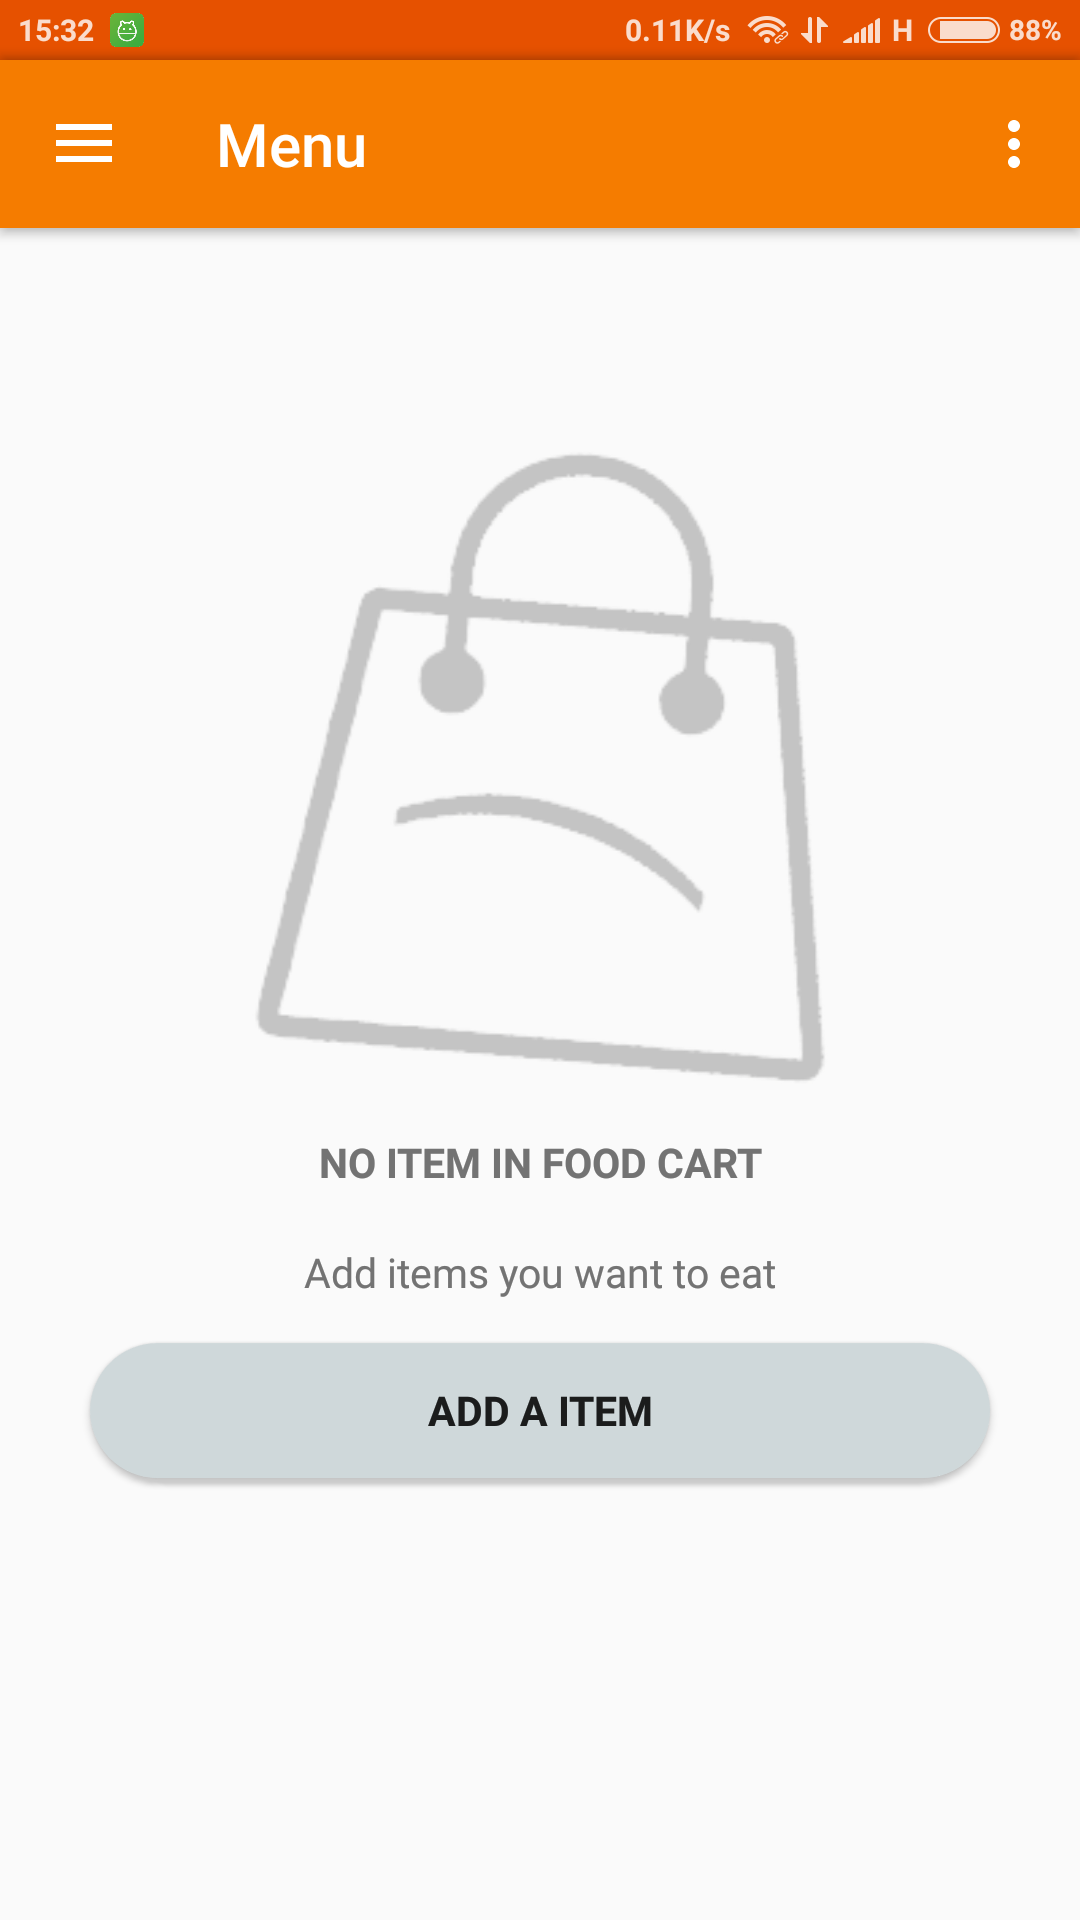 15:32 0.11K/s H 88%
Menu
NO ITEM IN FOOD CART
Add items you want to eat
ADD A ITEM